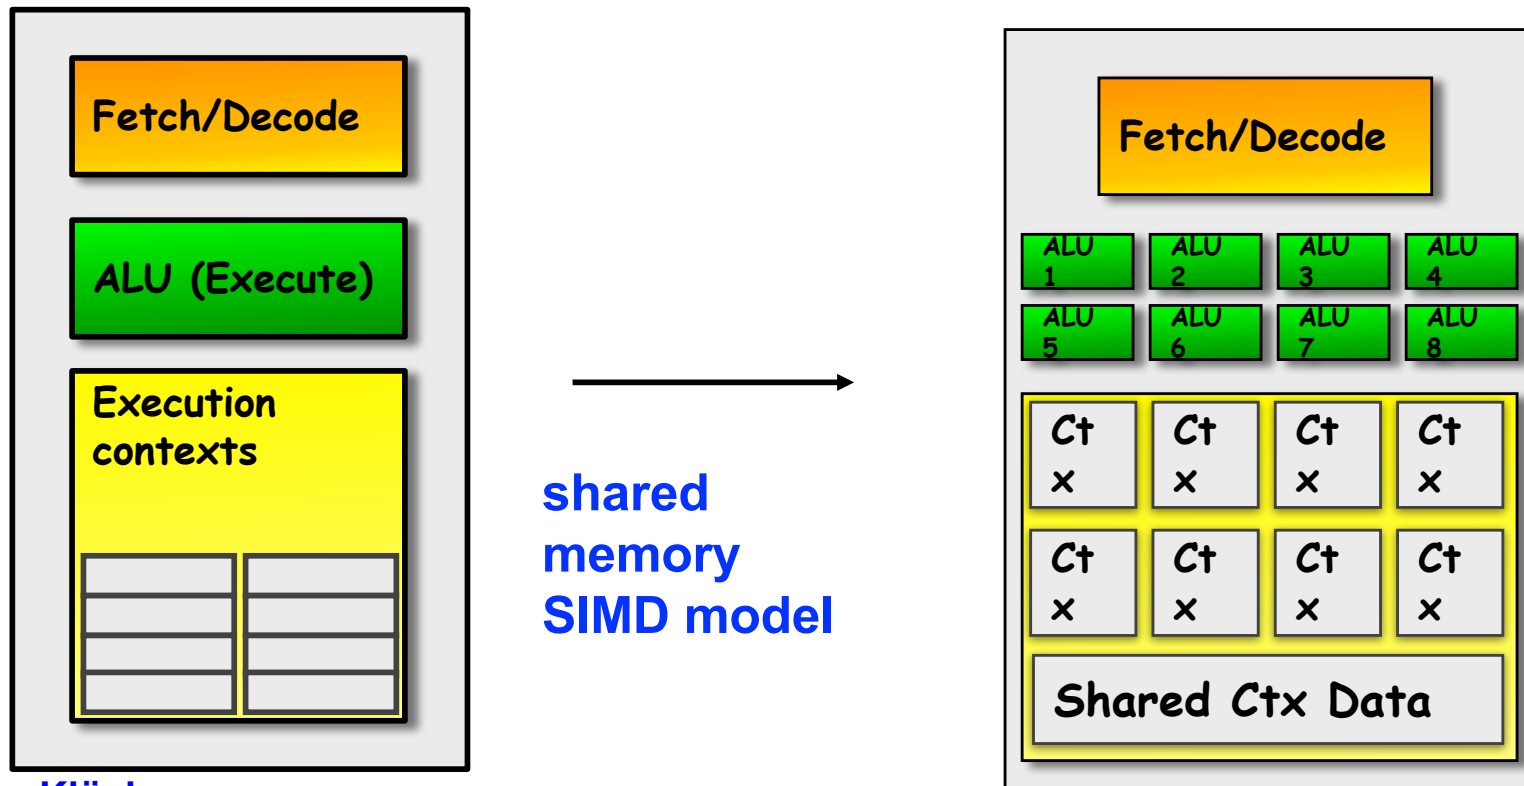 Fetch/Decode
ALU (Execute)
Execution
contexts
shared
memory
SIMD model
Fetch/Decode
ALU
1
ALU
2
ALU
3
ALU
4
ALU
5
ALU
6
ALU
7
ALU
8
Ct
x
Ct
x
Ct
x
Ct
x
Ct
x
Ct
x
Ct
x
Ct
x
Shared Ctx Data